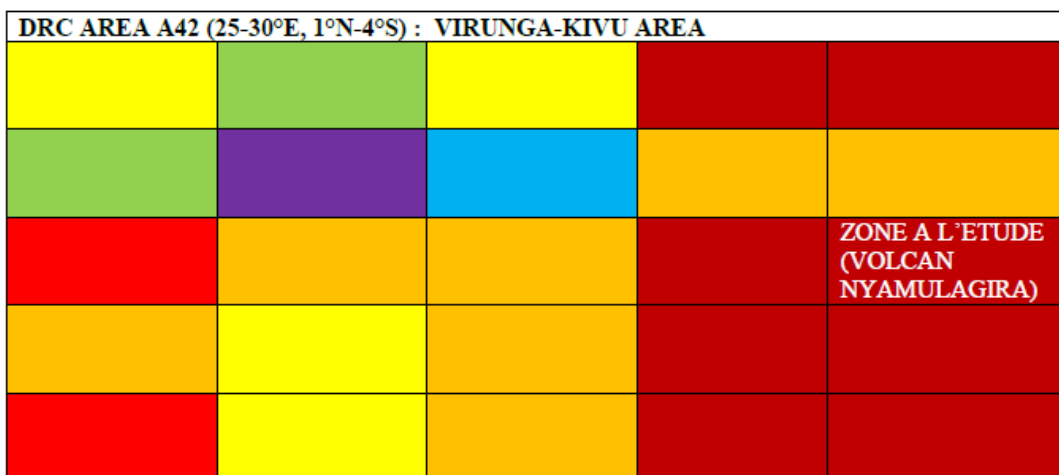 DRC AREA A42 (25-30°E, 1°N-4°S) : VIRUNGA-KIVU AREA
ZONE A L'ETUDE
(VOLCAN
NYAMULAGIRA)